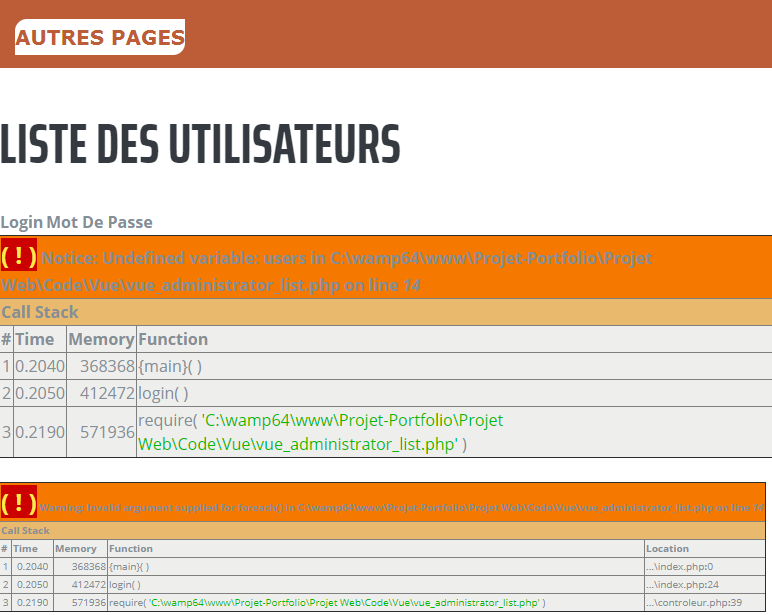 AUTRES PAGES
LISTE DES UTILISATEURS
Login Mot De Passe
( ! ) Notice: Undefined variable: users in C:\wamp64\www\Projet-Portfolio\Projet
Web\Code\Vue\vue_administrator_list.php on line 14
Call Stack
# Time Memory Function
1 0.2040 368368 {main}( )
2 0.2050 412472 login( )
3 0.2190 571936 require( 'C:\wamp64\www\Projet-Portfolio\Projet
Web\Code\Vue\vue_administrator_list.php' )
( ! ) Warning: Invalid argument supplied for foreach() in C:\wamp64\www\Projet-Portfolio\Projet Web\Code\Vue\vue_administrator_list.php on line 14
Call Stack
# Time Memory Function Location
1 0.2040 368368 {main}( ) ...\index.php:0
2 0.2050 412472 login( ) ...\index.php:24
3 0.2190 571936 require( 'C:\wamp64\www\Projet-Portfolio\Projet Web\Code\Vue\vue_administrator_list.php' ) ...\controleur.php:39